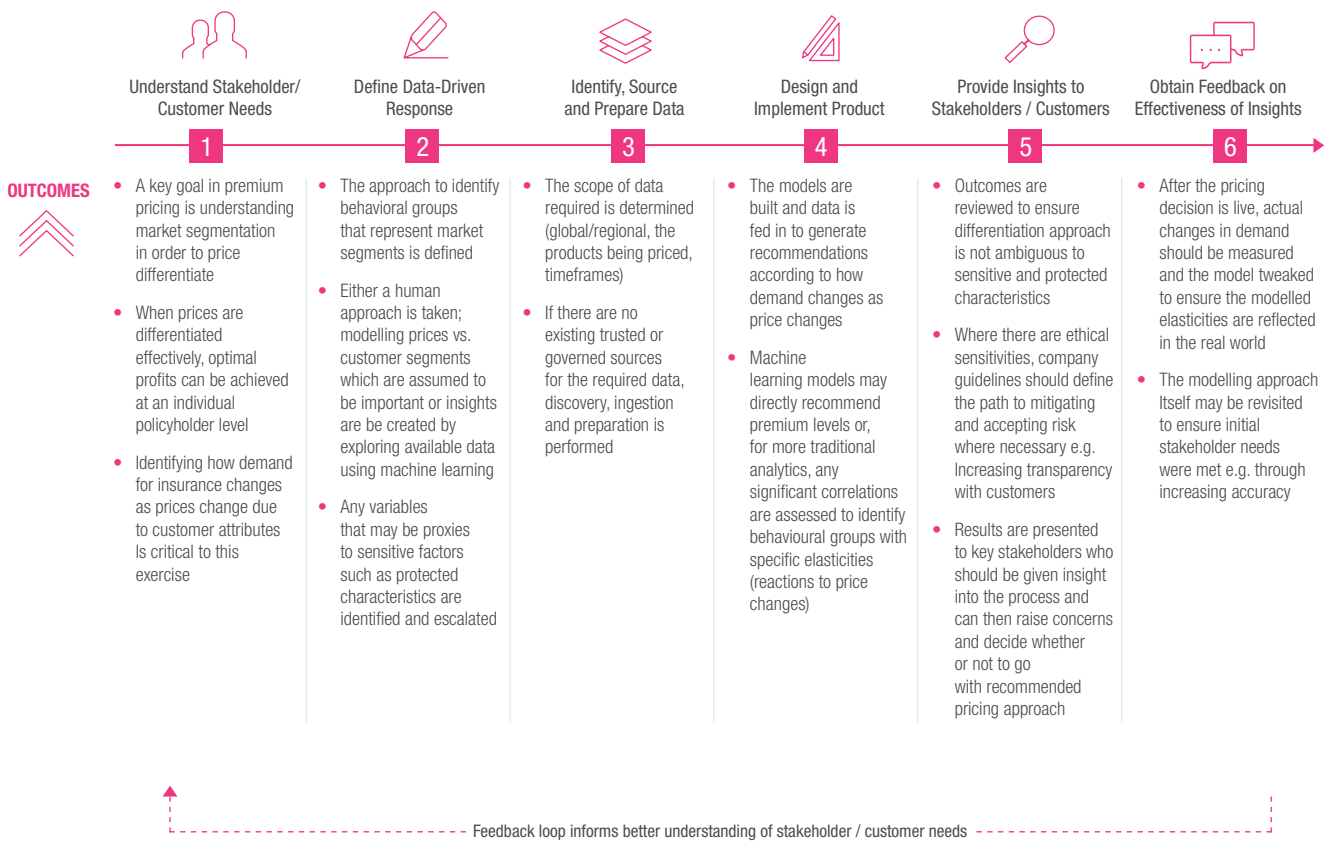 Understand Stakeholder/
Customer Needs
Define Data-Driven
Response
Identify, Source
and Prepare Data
Design and
Implement Product
Provide Insights to
Stakeholders / Customers
Obtain Feedback on
Effectiveness of Insights
1
2
3
4
5
6
OUTCOMES
• A key goal in premium
pricing is understanding
market segmentation
in order to price
differentiate
• When prices are
differentiated
effectively, optimal
profits can be achieved
at an individual
policyholder level
• Identifying how demand
for insurance changes
as prices change due
to customer attributes
Is critical to this
exercise
• The approach to identify
behavioral groups
that represent market
segments is defined
• Either a human
approach is taken;
modelling prices vs.
customer segments
which are assumed to
be important or insights
are be created by
exploring available data
using machine learning
• Any variables
that may be proxies
to sensitive factors
such as protected
characteristics are
identified and escalated
• The scope of data
required is determined
(global/regional, the
products being priced,
timeframes)
• If there are no
existing trusted or
governed sources
for the required data,
discovery, ingestion
and preparation is
performed
• The models are
built and data is
fed in to generate
recommendations
according to how
demand changes as
price changes
• Machine
learning models may
directly recommend
premium levels or,
for more traditional
analytics, any
significant correlations
are assessed to identify
behavioural groups with
specific elasticities
(reactions to price
changes)
• Outcomes are
reviewed to ensure
differentiation approach
is not ambiguous to
sensitive and protected
characteristics
• Where there are ethical
sensitivities, company
guidelines should define
the path to mitigating
and accepting risk
where necessary e.g.
Increasing transparency
with customers
• Results are presented
to key stakeholders who
should be given insight
into the process and
can then raise concerns
and decide whether
or not to go
with recommended
pricing approach
• After the pricing
decision is live, actual
changes in demand
should be measured
and the model tweaked
to ensure the modelled
elasticities are reflected
in the real world
• The modelling approach
Itself may be revisited
to ensure initial
stakeholder needs
were met e.g. through
increasing accuracy
Feedback loop informs better understanding of stakeholder / customer needs